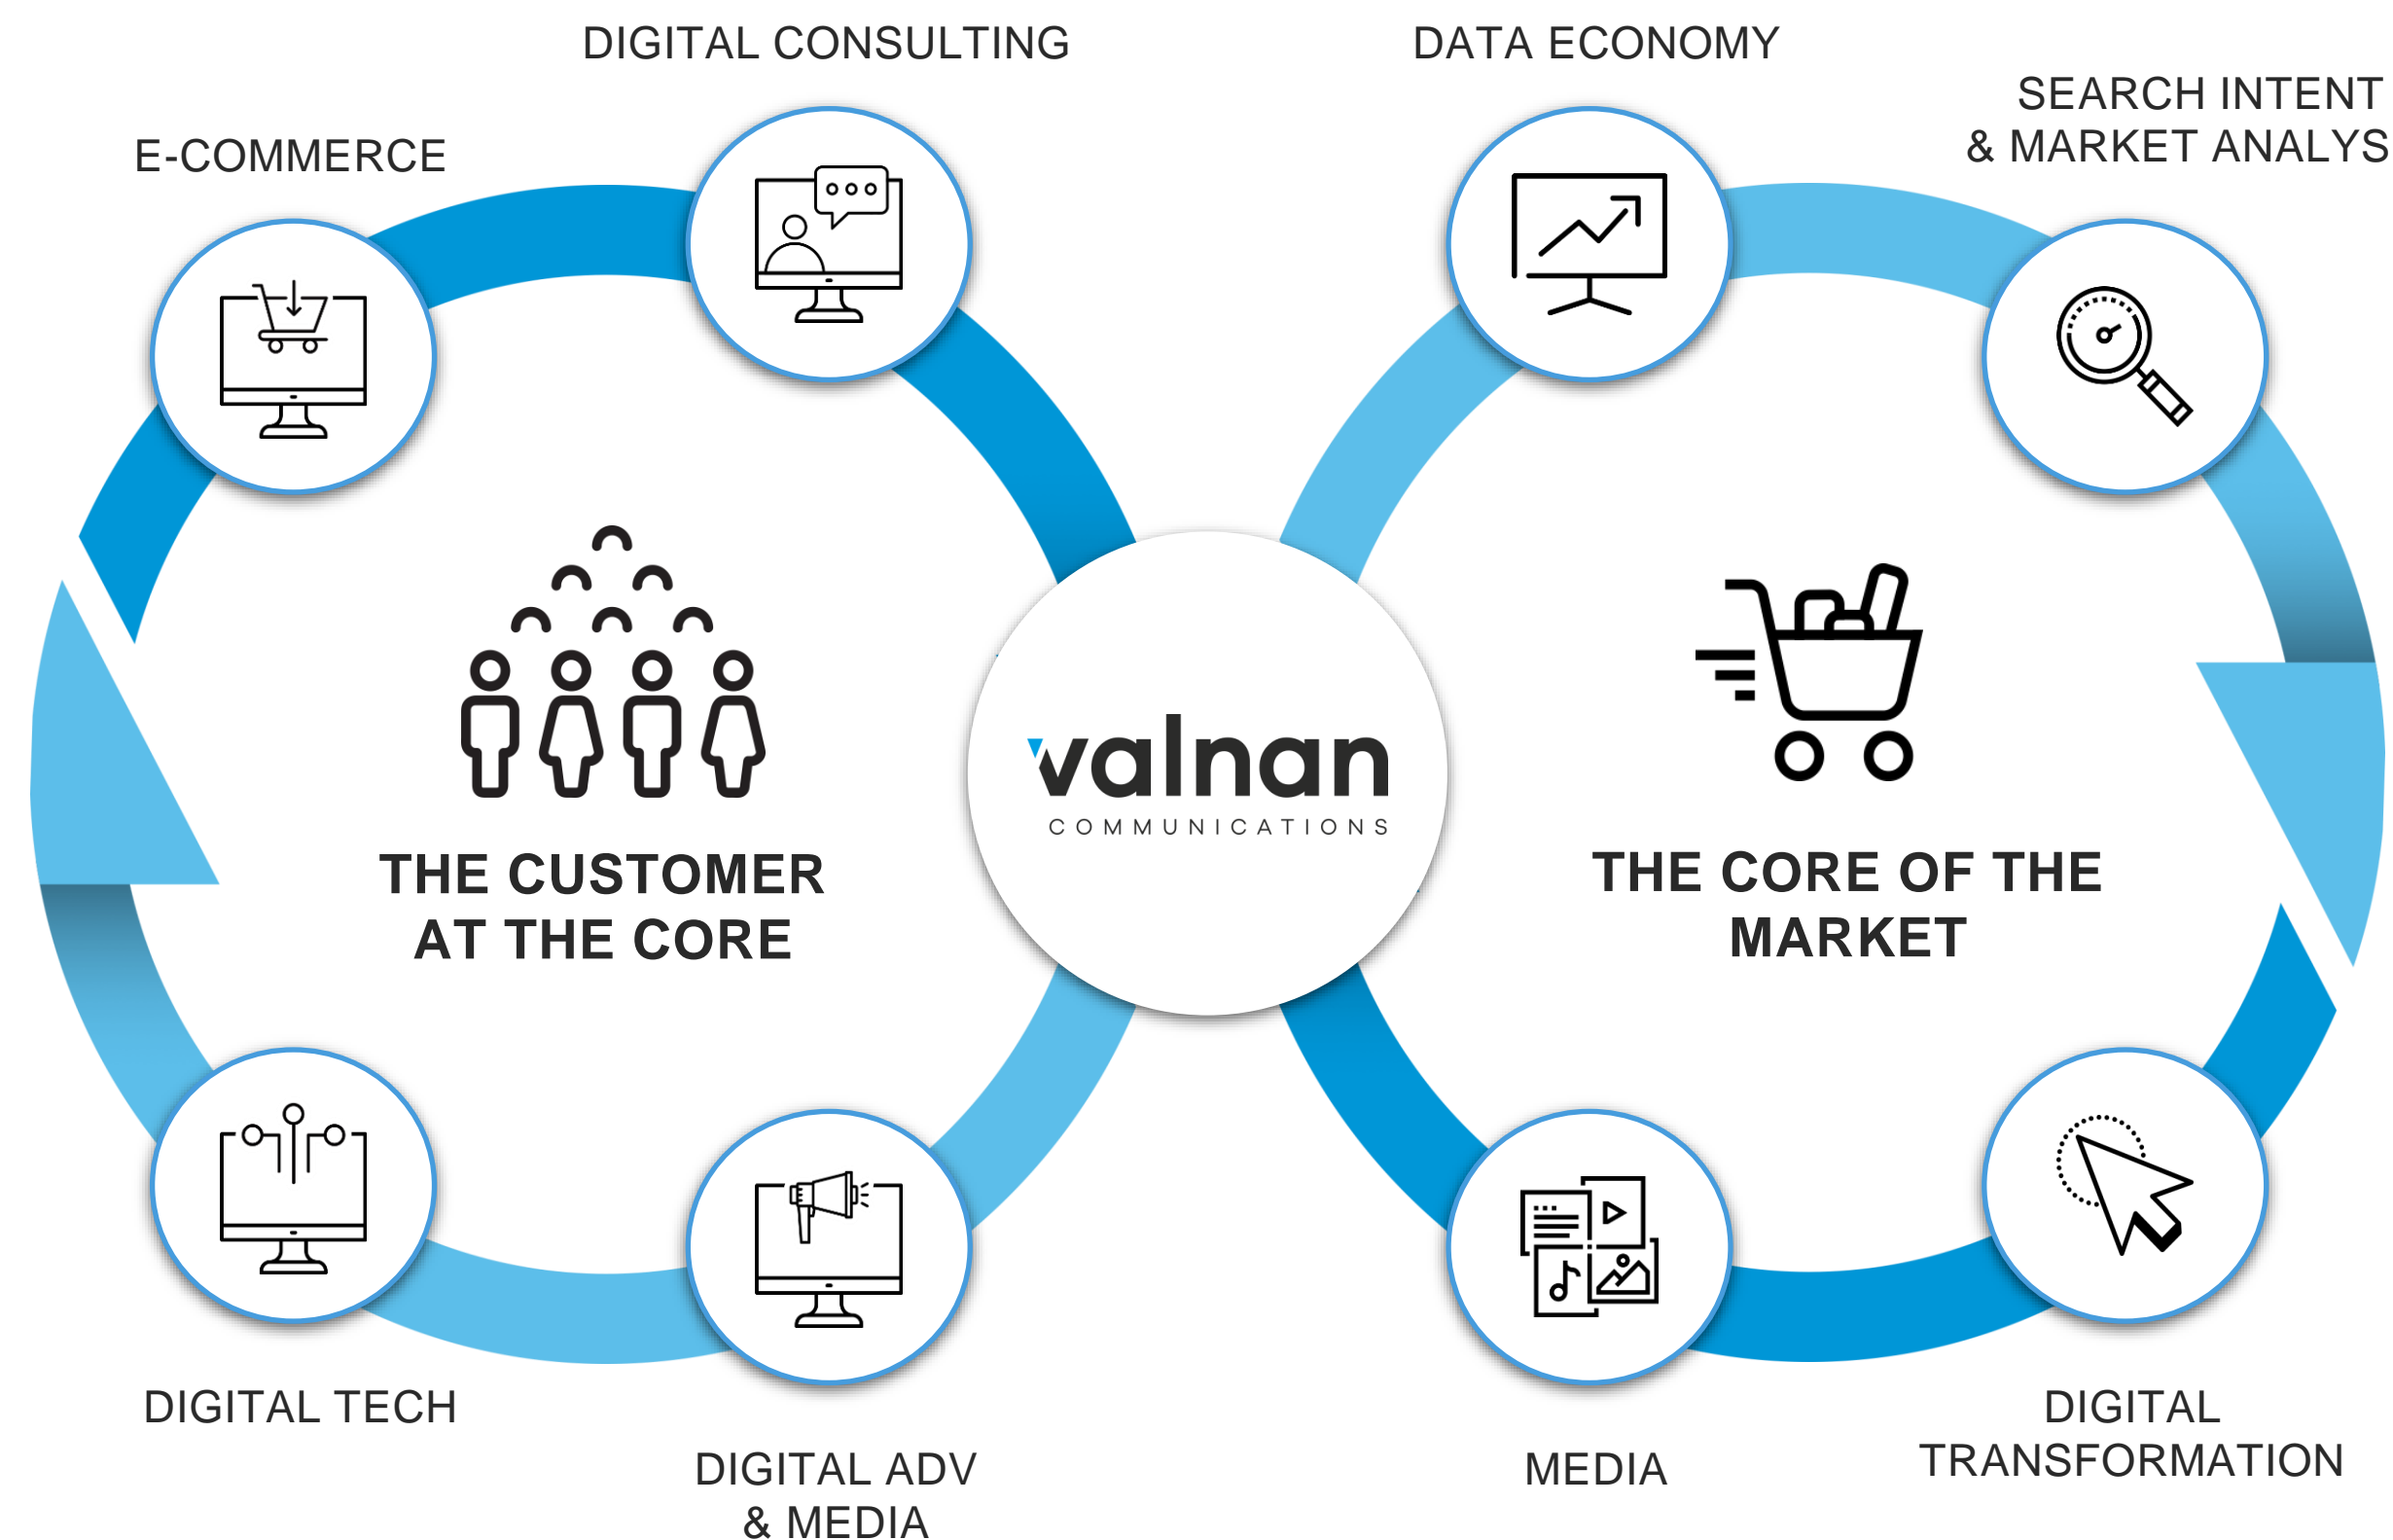 DIGITAL CONSULTING
DATA ECONOMY
SEARCH INTENT
& MARKET ANALYS
E-COMMERCE
valnan
COMMUNICATIONS
THE CUSTOMER
AT THE CORE
THE CORE OF THE
MARKET
DIGITAL TECH
DIGITAL ADV
& MEDIA
MEDIA
DIGITAL
TRANSFORMATION